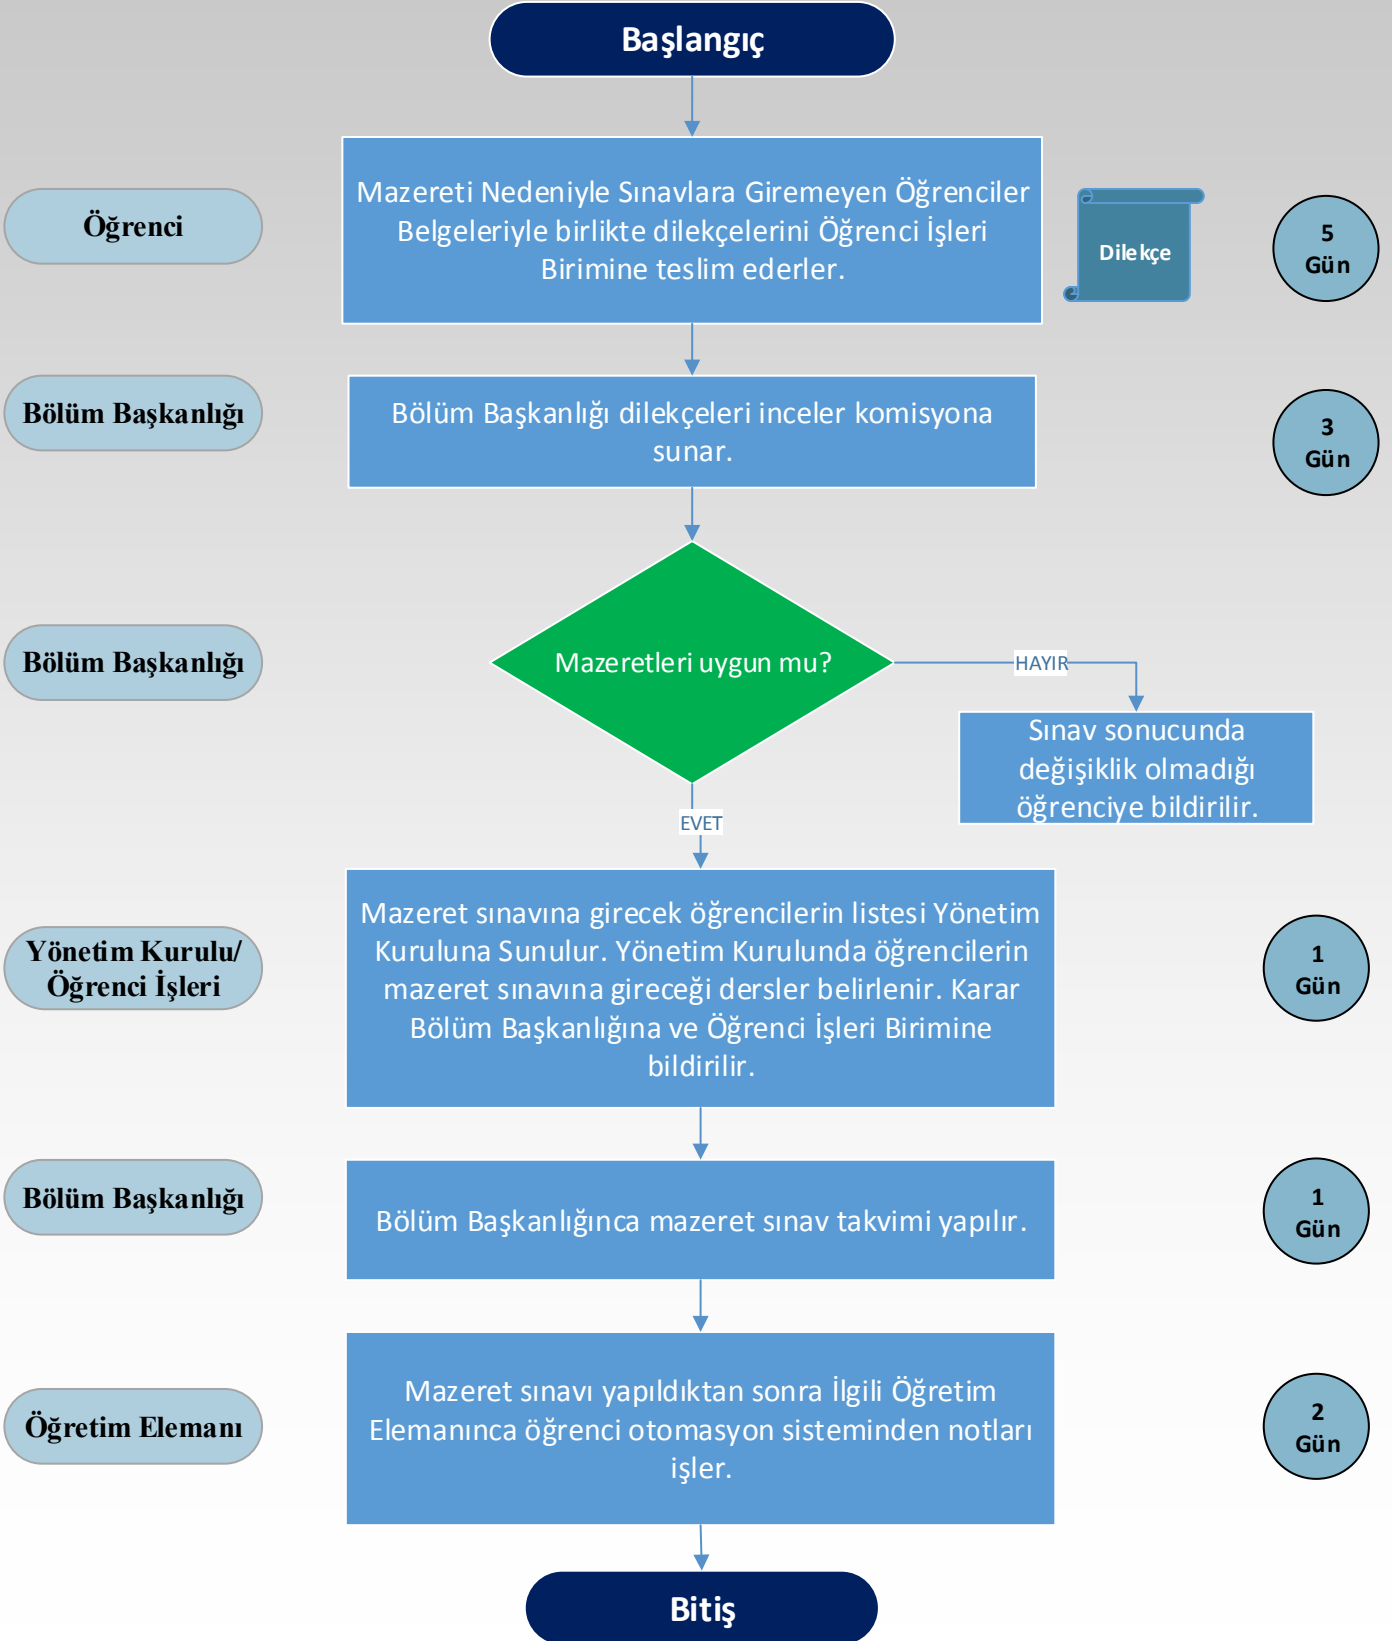 Başlangıç
Öğrenci
Mazereti Nedeniyle Sınavlara Giremeyen Öğrenciler
Belgeleriyle birlikte dilekçelerini Öğrenci İşleri
Birimine teslim ederler.
Dilekçe
5
Gün
Bölüm Başkanlığı
Bölüm Başkanlığı dilekçeleri inceler komisyona
sunar.
3
Gün
Bölüm Başkanlığı
Mazeretleri uygun mu?
HAYIR
Sınav sonucunda
değişiklik olmadığı
öğrenciye bildirilir.
EVET
Yönetim Kurulu/
Öğrenci İşleri
Mazeret sınavına girecek öğrencilerin listesi Yönetim
Kuruluna Sunulur. Yönetim Kurulunda öğrencilerin
mazeret sınavına gireceği dersler belirlenir. Karar
Bölüm Başkanlığına ve Öğrenci İşleri Birimine
bildirilir.
1
Gün
Bölüm Başkanlığı
Bölüm Başkanlığınca mazeret sınav takvimi yapılır.
1
Gün
Öğretim Elemanı
Mazeret sınavı yapıldıktan sonra İlgili Öğretim
Elemanınca öğrenci otomasyon sisteminden notları
işler.
2
Gün
Bitiş